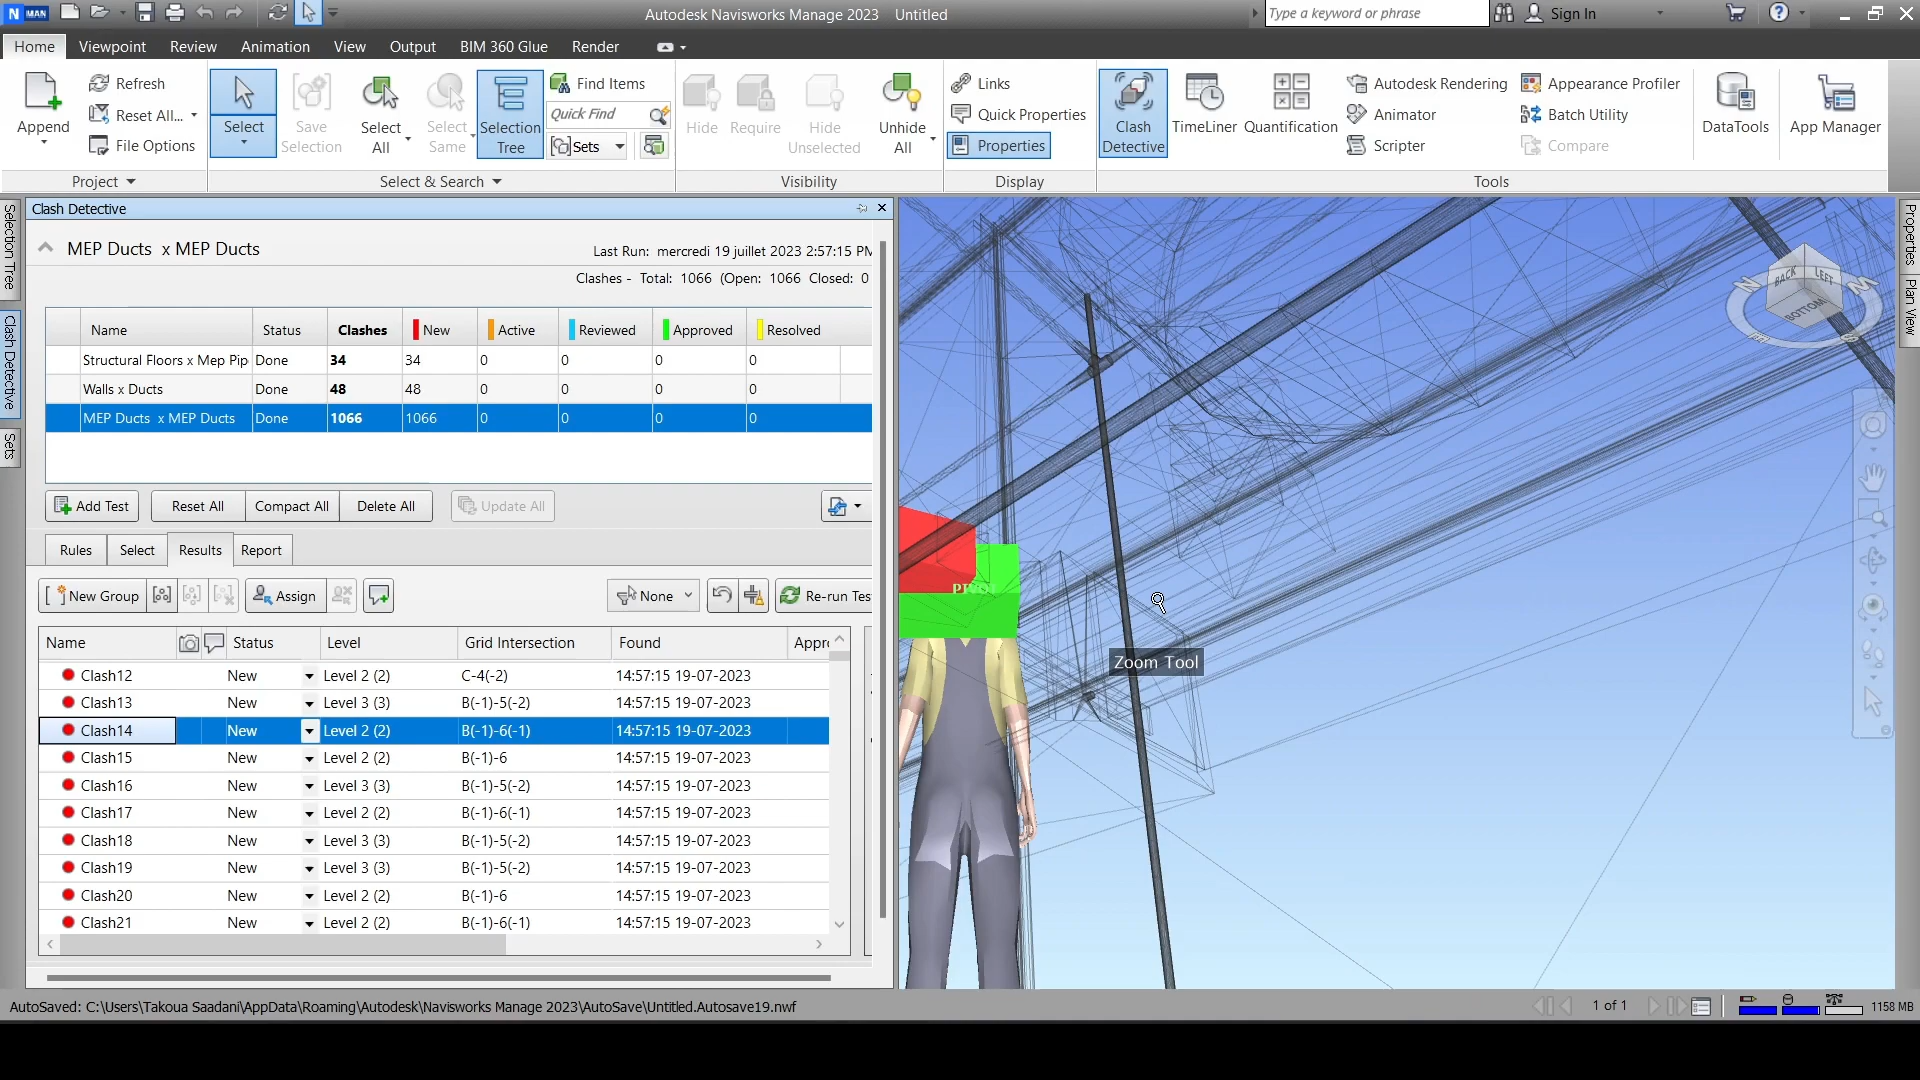 N MAN
Autodesk Navisworks Manage 2023 Untitled
Type a keyword or phrase
Sign In
Home Viewpoint Review Animation View Output BIM 360 Glue Render
Append
Refresh
Reset All...
File Options
Project
Select
Save Selection
Select All
Select Same
Selection Tree
Find Items
Quick Find
Sets
Select & Search
Hide
Require
Hide Unselected
Unhide All
Visibility
Links
Quick Properties
Properties
Display
Clash Detective
TimeLiner
Quantification
Autodesk Rendering
Animator
Scripter
Appearance Profiler
Batch Utility
Compare
DataTools
App Manager
Tools
Selection Tree
Clash Detective
Sets
Clash Detective
MEP Ducts x MEP Ducts
Last Run: mercredi 19 juillet 2023 2:57:15 PM
Clashes - Total: 1066 (Open: 1066 Closed: 0
Name Status Clashes New Active Reviewed Approved Resolved
Structural Floors x Mep Pip Done 34 34 0 0 0 0
Walls x Ducts Done 48 48 0 0 0 0
MEP Ducts x MEP Ducts Done 1066 1066 0 0 0 0
Add Test Reset All Compact All Delete All Update All
Rules Select Results Report
New Group Assign None Re-run Tes
Name Status Level Grid Intersection Found Appro
Clash12 New Level 2 (2) C-4(-2) 14:57:15 19-07-2023
Clash13 New Level 3 (3) B(-1)-5(-2) 14:57:15 19-07-2023
Clash14 New Level 2 (2) B(-1)-6(-1) 14:57:15 19-07-2023
Clash15 New Level 2 (2) B(-1)-6 14:57:15 19-07-2023
Clash16 New Level 3 (3) B(-1)-5(-2) 14:57:15 19-07-2023
Clash17 New Level 2 (2) B(-1)-6(-1) 14:57:15 19-07-2023
Clash18 New Level 3 (3) B(-1)-5(-2) 14:57:15 19-07-2023
Clash19 New Level 3 (3) B(-1)-5(-2) 14:57:15 19-07-2023
Clash20 New Level 2 (2) B(-1)-6 14:57:15 19-07-2023
Clash21 New Level 2 (2) B(-1)-6(-1) 14:57:15 19-07-2023
BACK LEFT
BOTTOM
Zoom Tool
Properties
Plan View
AutoSaved: C:\Users\Takoua Saadani\AppData\Roaming\Autodesk\Navisworks Manage 2023\AutoSave\Untitled.Autosave19.nwf
1 of 1
1158 MB